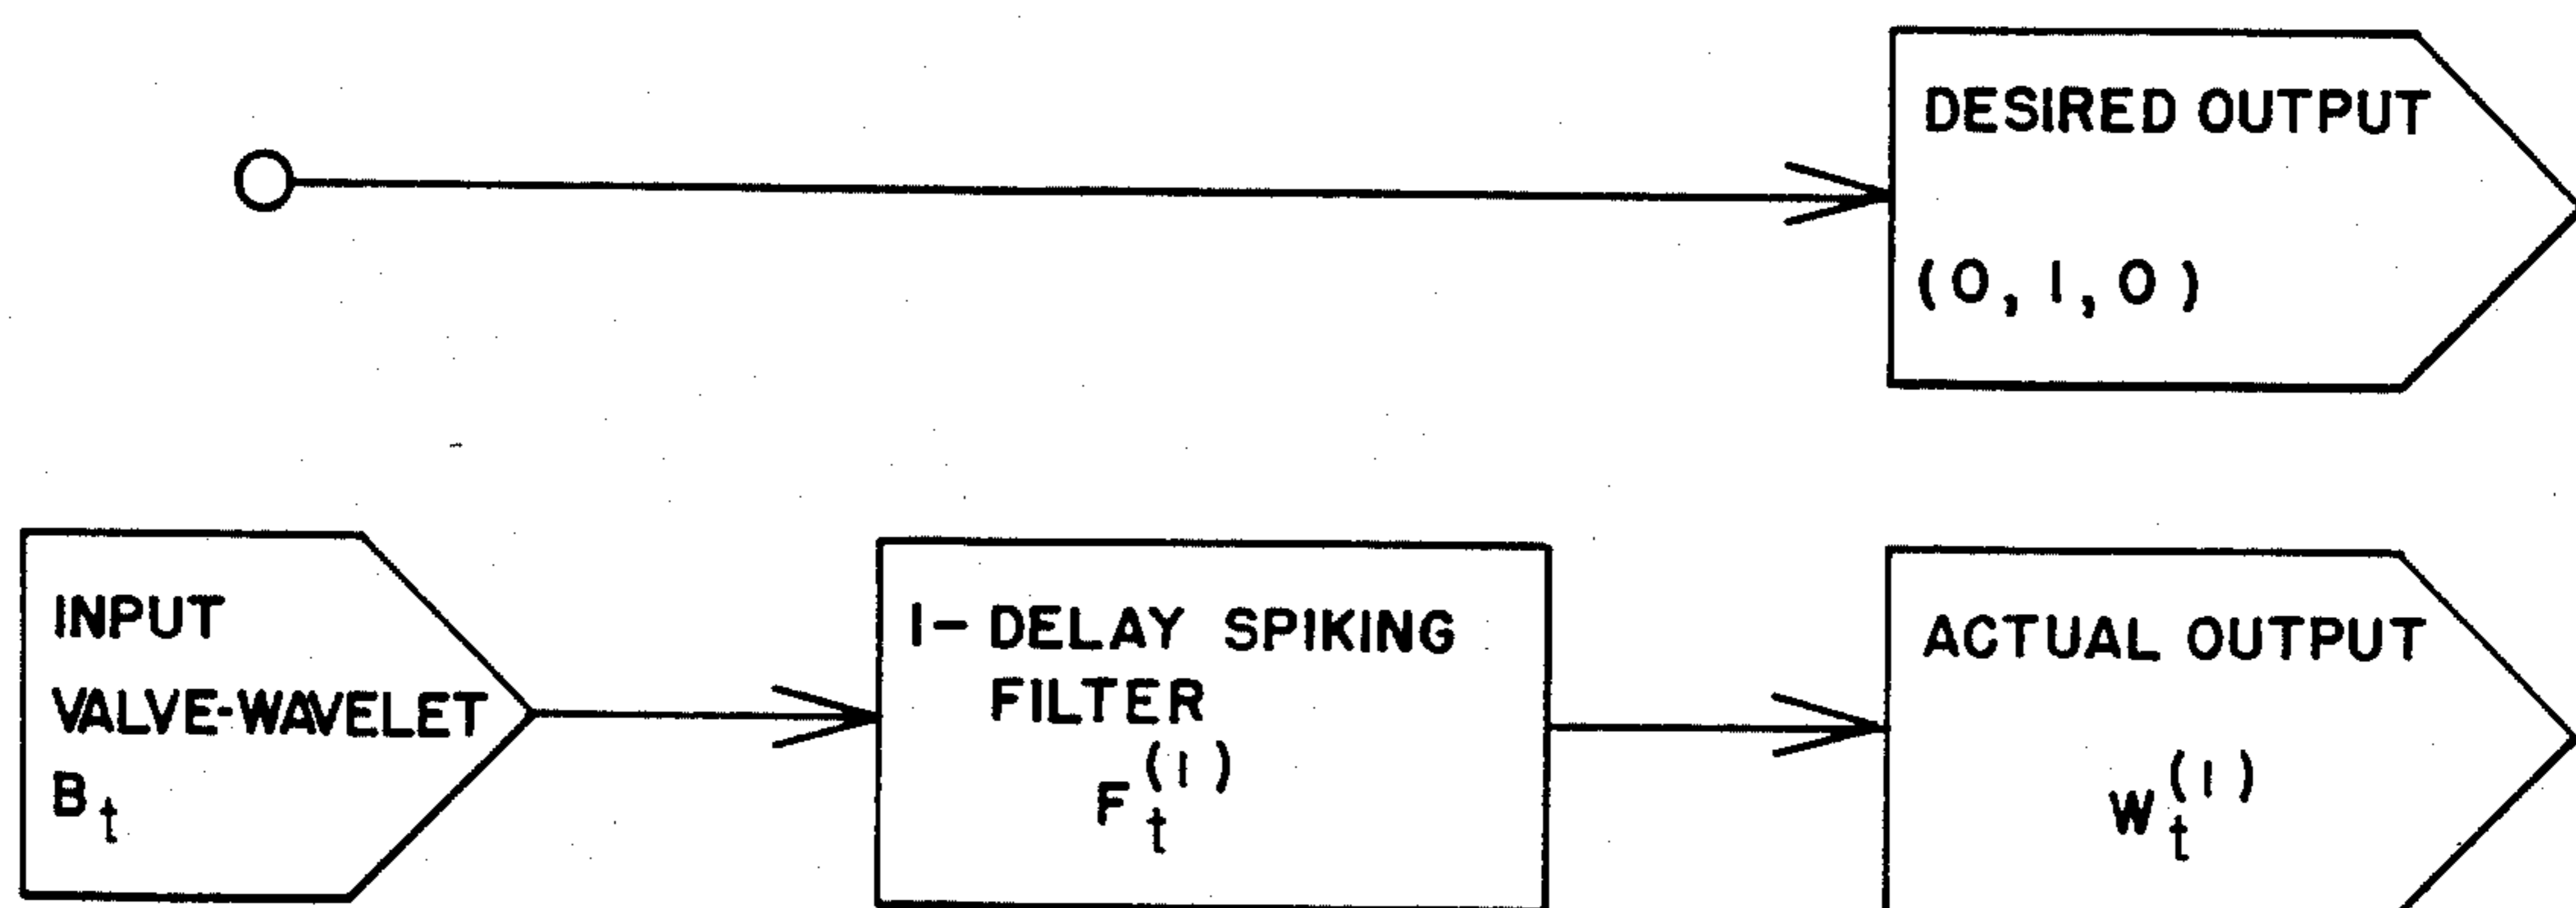 DESIRED OUTPUT
(0, 1, 0)
INPUT
VALVE-WAVELET
B_t
1- DELAY SPIKING
FILTER
F_t^(1)
ACTUAL OUTPUT
W_t^(1)